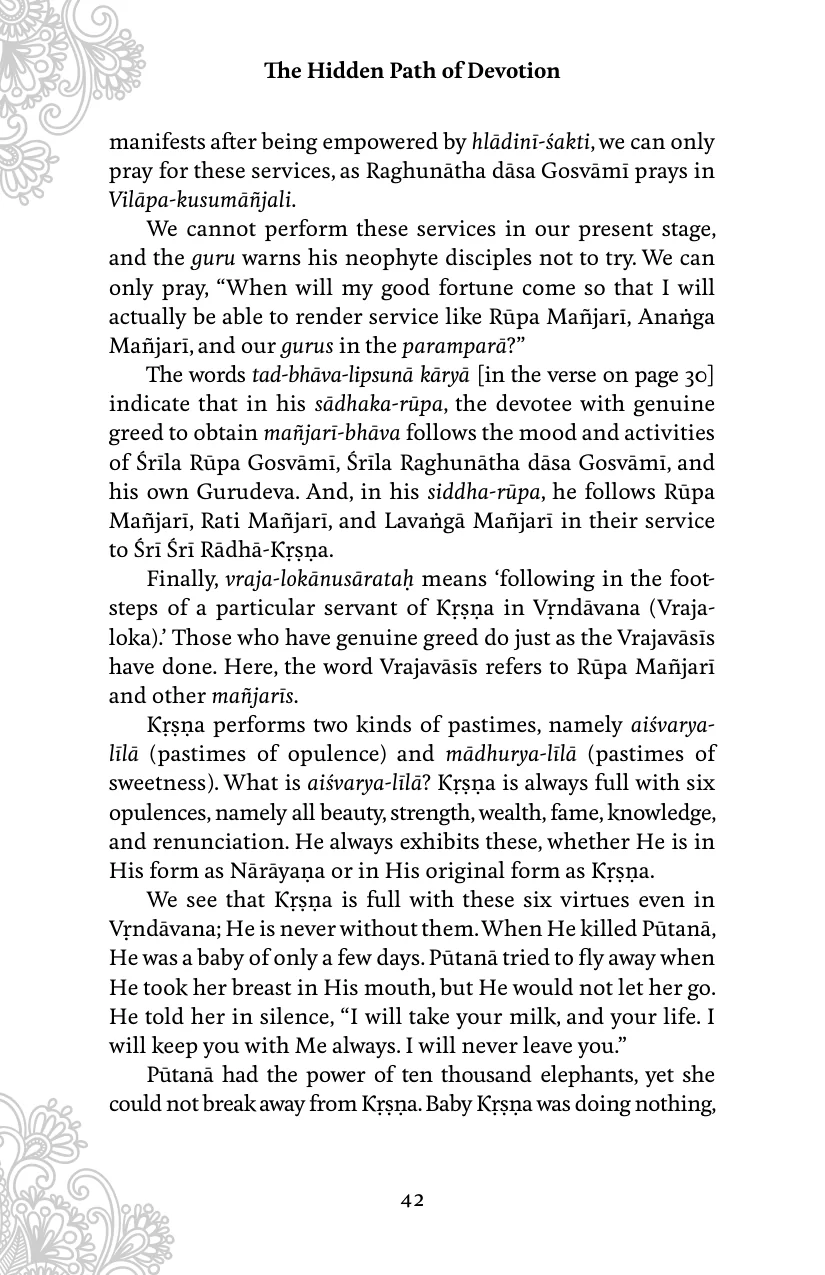 The Hidden Path of Devotion
manifests after being empowered by hlādinī-śakti, we can only
pray for these services, as Raghunātha dāsa Gosvāmī prays in
Vilāpa-kusumāñjali.
We cannot perform these services in our present stage,
and the guru warns his neophyte disciples not to try. We can
only pray, “When will my good fortune come so that I will
actually be able to render service like Rūpa Mañjarī, Anaṅga
Mañjarī, and our gurus in the paramparā?”
The words tad-bhāva-lipsunā kāryā [in the verse on page 30]
indicate that in his sādhaka-rūpa, the devotee with genuine
greed to obtain mañjarī-bhāva follows the mood and activities
of Śrīla Rūpa Gosvāmī, Śrīla Raghunātha dāsa Gosvāmī, and
his own Gurudeva. And, in his siddha-rūpa, he follows Rūpa
Mañjarī, Rati Mañjarī, and Lavaṅgā Mañjarī in their service
to Śrī Śrī Rādhā-Kṛṣṇa.
Finally, vraja-lokānusārataḥ means ‘following in the foot-
steps of a particular servant of Kṛṣṇa in Vṛndāvana (Vraja-
loka).’ Those who have genuine greed do just as the Vrajavāsīs
have done. Here, the word Vrajavāsīs refers to Rūpa Mañjarī
and other mañjarīs.
Kṛṣṇa performs two kinds of pastimes, namely aiśvarya-
līlā (pastimes of opulence) and mādhurya-līlā (pastimes of
sweetness). What is aiśvarya-līlā? Kṛṣṇa is always full with six
opulences, namely all beauty, strength, wealth, fame, knowledge,
and renunciation. He always exhibits these, whether He is in
His form as Nārāyaṇa or in His original form as Kṛṣṇa.
We see that Kṛṣṇa is full with these six virtues even in
Vṛndāvana; He is never without them. When He killed Pūtanā,
He was a baby of only a few days. Pūtanā tried to fly away when
He took her breast in His mouth, but He would not let her go.
He told her in silence, “I will take your milk, and your life. I
will keep you with Me always. I will never leave you.”
Pūtanā had the power of ten thousand elephants, yet she
could not break away from Kṛṣṇa. Baby Kṛṣṇa was doing nothing,
42